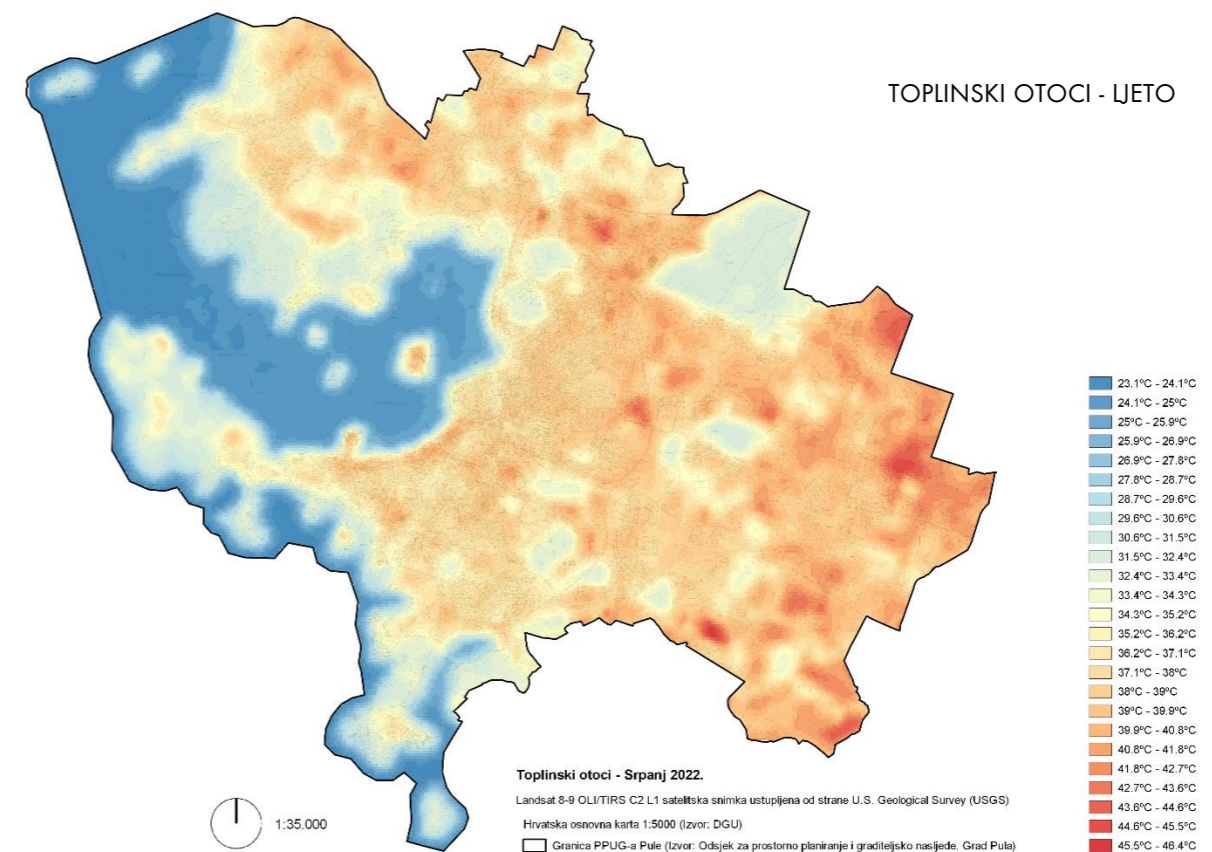 TOPLINSKI OTOCI - LJETO
23.1°C - 24.1°C
24.1°C - 25°C
25°C - 25.9°C
25.9°C - 26.9°C
26.9°C - 27.8°C
27.8°C - 28.7°C
28.7°C - 29.6°C
29.6°C - 30.6°C
30.6°C - 31.5°C
31.5°C - 32.4°C
32.4°C - 33.4°C
33.4°C - 34.3°C
34.3°C - 35.2°C
35.2°C - 36.2°C
36.2°C - 37.1°C
37.1°C - 38°C
38°C - 39°C
39°C - 39.9°C
39.9°C - 40.8°C
40.8°C - 41.8°C
41.8°C - 42.7°C
42.7°C - 43.6°C
43.6°C - 44.6°C
44.6°C - 45.5°C
45.5°C - 46.4°C
Toplinski otoci - Srpanj 2022.
Landsat 8-9 OLI/TIRS C2 L1 satelitska snimka ustupljena od strane U.S. Geological Survey (USGS)
Hrvatska osnovna karta 1:5000 (Izvor: DGU)
Granica PPUG-a Pule (Izvor: Odsjek za prostorno planiranje i graditeljsko nasljeđe, Grad Pula)
1:35.000